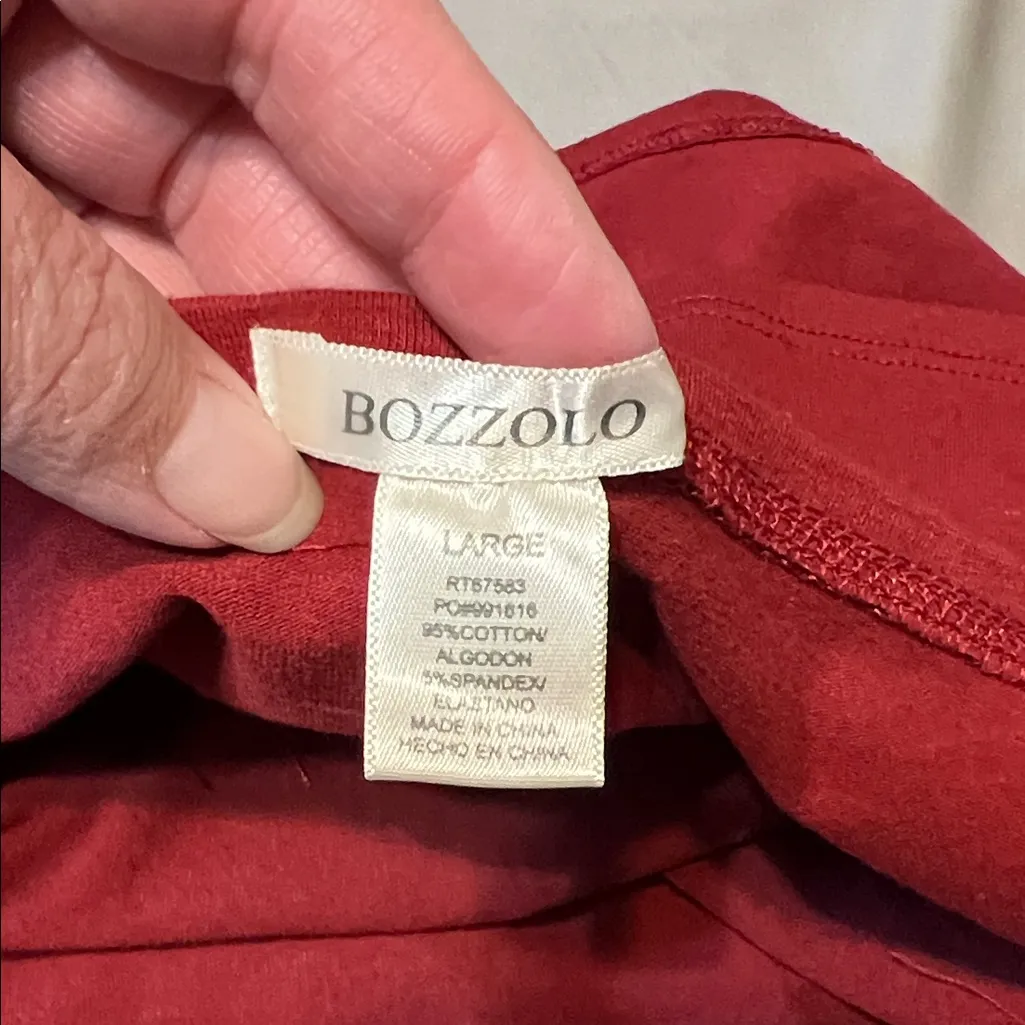 BOZZOLO
LARGE
RT67583
PO#991616
95%COTTON/
ALGODON
5%SPANDEX/
ELASTANO
MADE IN CHINA
HECHO EN CHINA